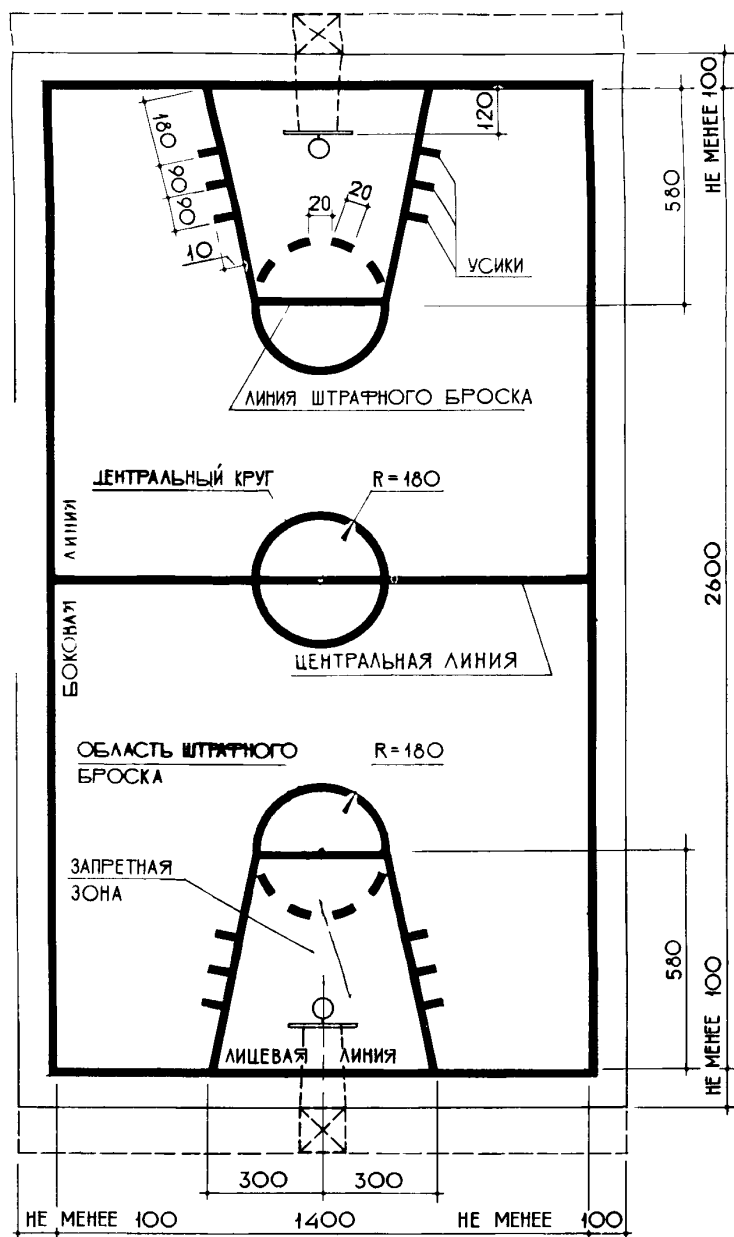 НЕ МЕНЕЕ 100
120
180
90
90
10
20
20
580
УСИКИ
ЛИНИЯ ШТРАФНОГО БРОСКА
ЦЕНТРАЛЬНЫЙ КРУГ
R = 180
БОКОВАЯ ЛИНИЯ
2600
ЦЕНТРАЛЬНАЯ ЛИНИЯ
ОБЛАСТЬ ШТРАФНОГО
БРОСКА
R = 180
ЗАПРЕТНАЯ
ЗОНА
580
НЕ МЕНЕЕ 100
ЛИЦЕВАЯ ЛИНИЯ
300
300
НЕ МЕНЕЕ 100
1400
НЕ МЕНЕЕ 100